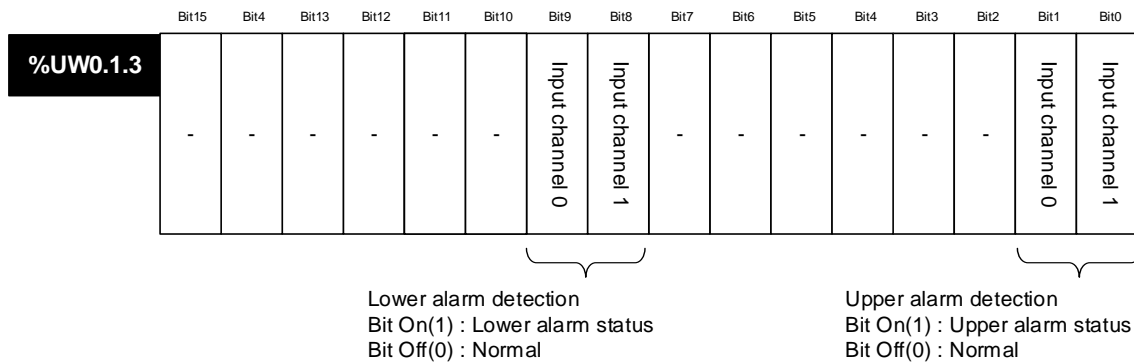 Bit15 Bit4 Bit13 Bit12 Bit11 Bit10 Bit9 Bit8 Bit7 Bit6 Bit5 Bit4 Bit3 Bit2 Bit1 Bit0
%UW0.1.3
- - - - - - Input channel 0 Input channel 1 - - - - - - Input channel 0 Input channel 1
Lower alarm detection
Bit On(1) : Lower alarm status
Bit Off(0) : Normal
Upper alarm detection
Bit On(1) : Upper alarm status
Bit Off(0) : Normal